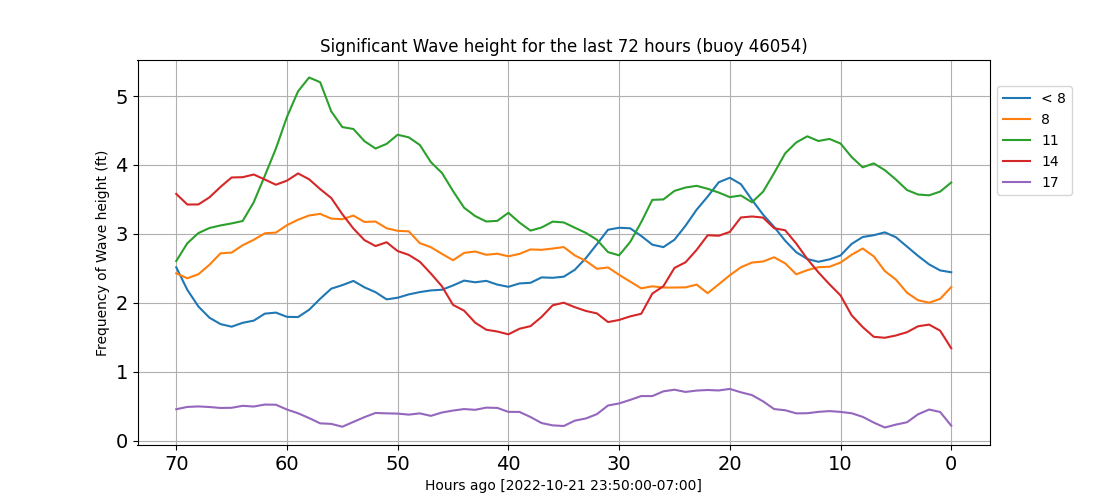 Significant Wave height for the last 72 hours (buoy 46054)
Frequency of Wave height (ft)
5
4
3
2
1
0
70 60 50 40 30 20 10 0
Hours ago [2022-10-21 23:50:00-07:00]
< 8
8
11
14
17